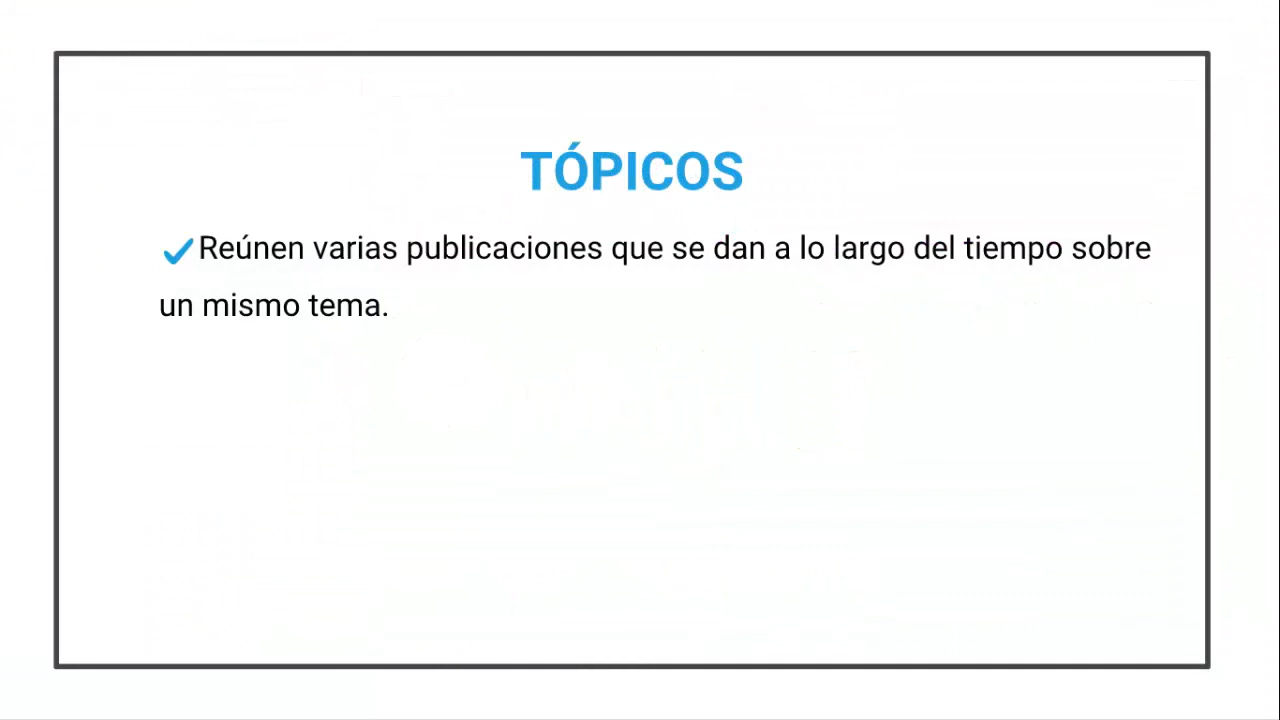 TÓPICOS
Reúnen varias publicaciones que se dan a lo largo del tiempo sobre
un mismo tema.